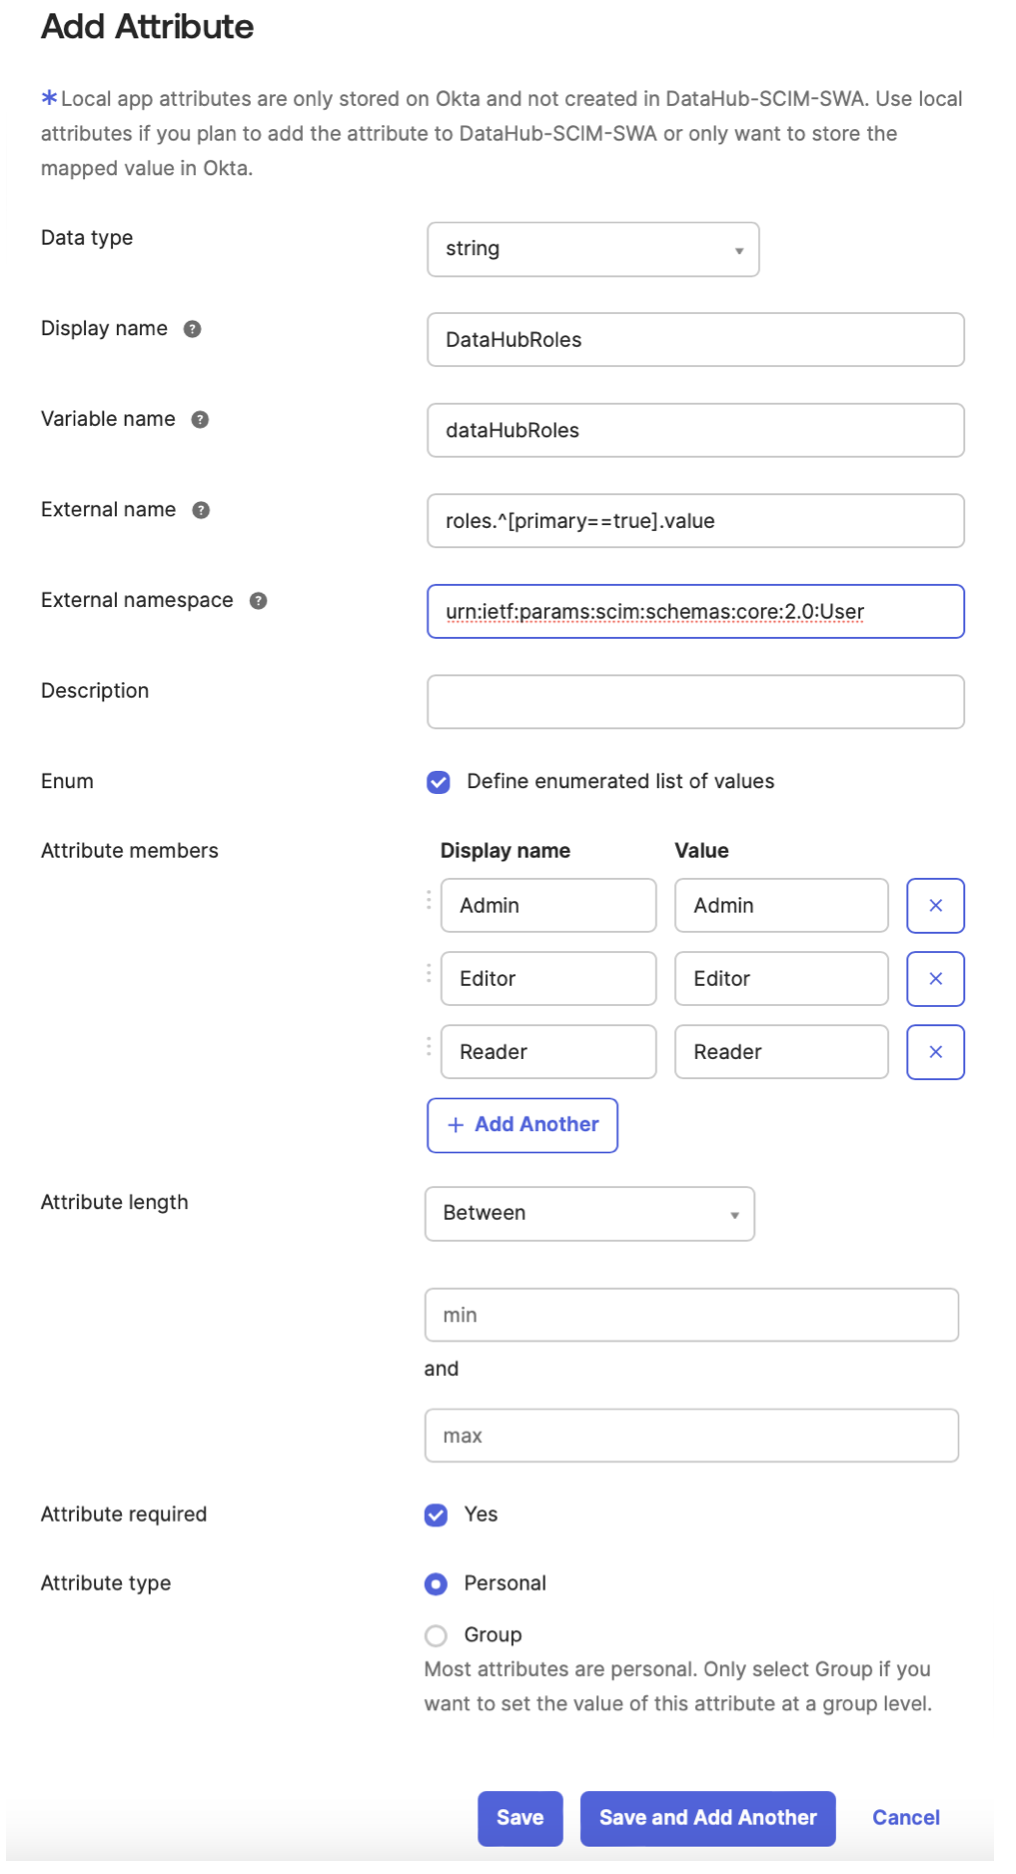 Add Attribute
*Local app attributes are only stored on Okta and not created in DataHub-SCIM-SWA. Use local
attributes if you plan to add the attribute to DataHub-SCIM-SWA or only want to store the
mapped value in Okta.
Data type
string
Display name ?
DataHubRoles
Variable name ?
dataHubRoles
External name ?
roles.^[primary==true].value
External namespace ?
urn:ietf:params:scim:schemas:core:2.0:User
Description
Enum
Define enumerated list of values
Attribute members
Display name Value
Admin Admin ×
Editor Editor ×
Reader Reader ×
+ Add Another
Attribute length
Between
min
and
max
Attribute required
Yes
Attribute type
Personal
Group
Most attributes are personal. Only select Group if you
want to set the value of this attribute at a group level.
Save Save and Add Another Cancel